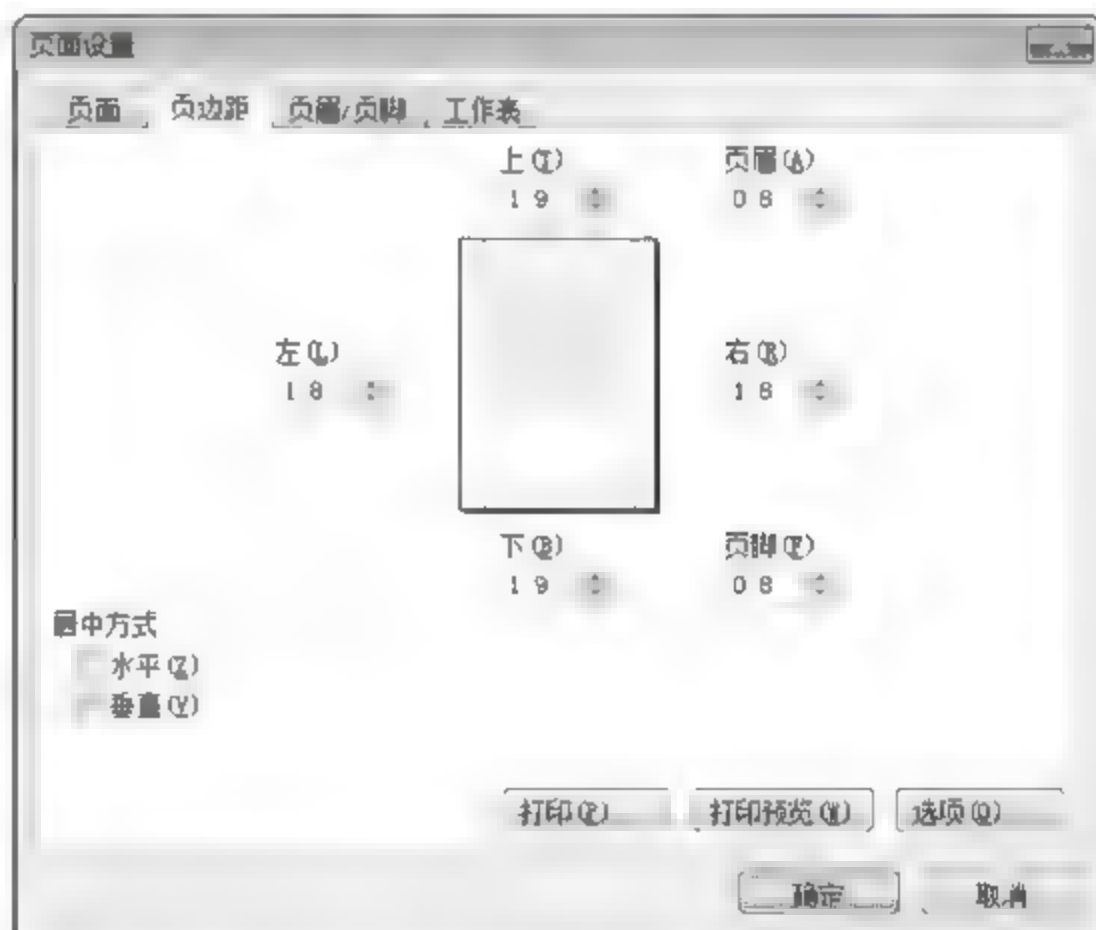 页面设置
页面 页边距 页眉/页脚 工作表
上(T) 页眉(A)
1 9 0 8
左(L) 右(R)
1 8 1 8
下(B) 页脚(F)
1 9 0 8
居中方式
水平(Z)
垂直(V)
打印(P) 打印预览(W) 选项(O)
确定 取消